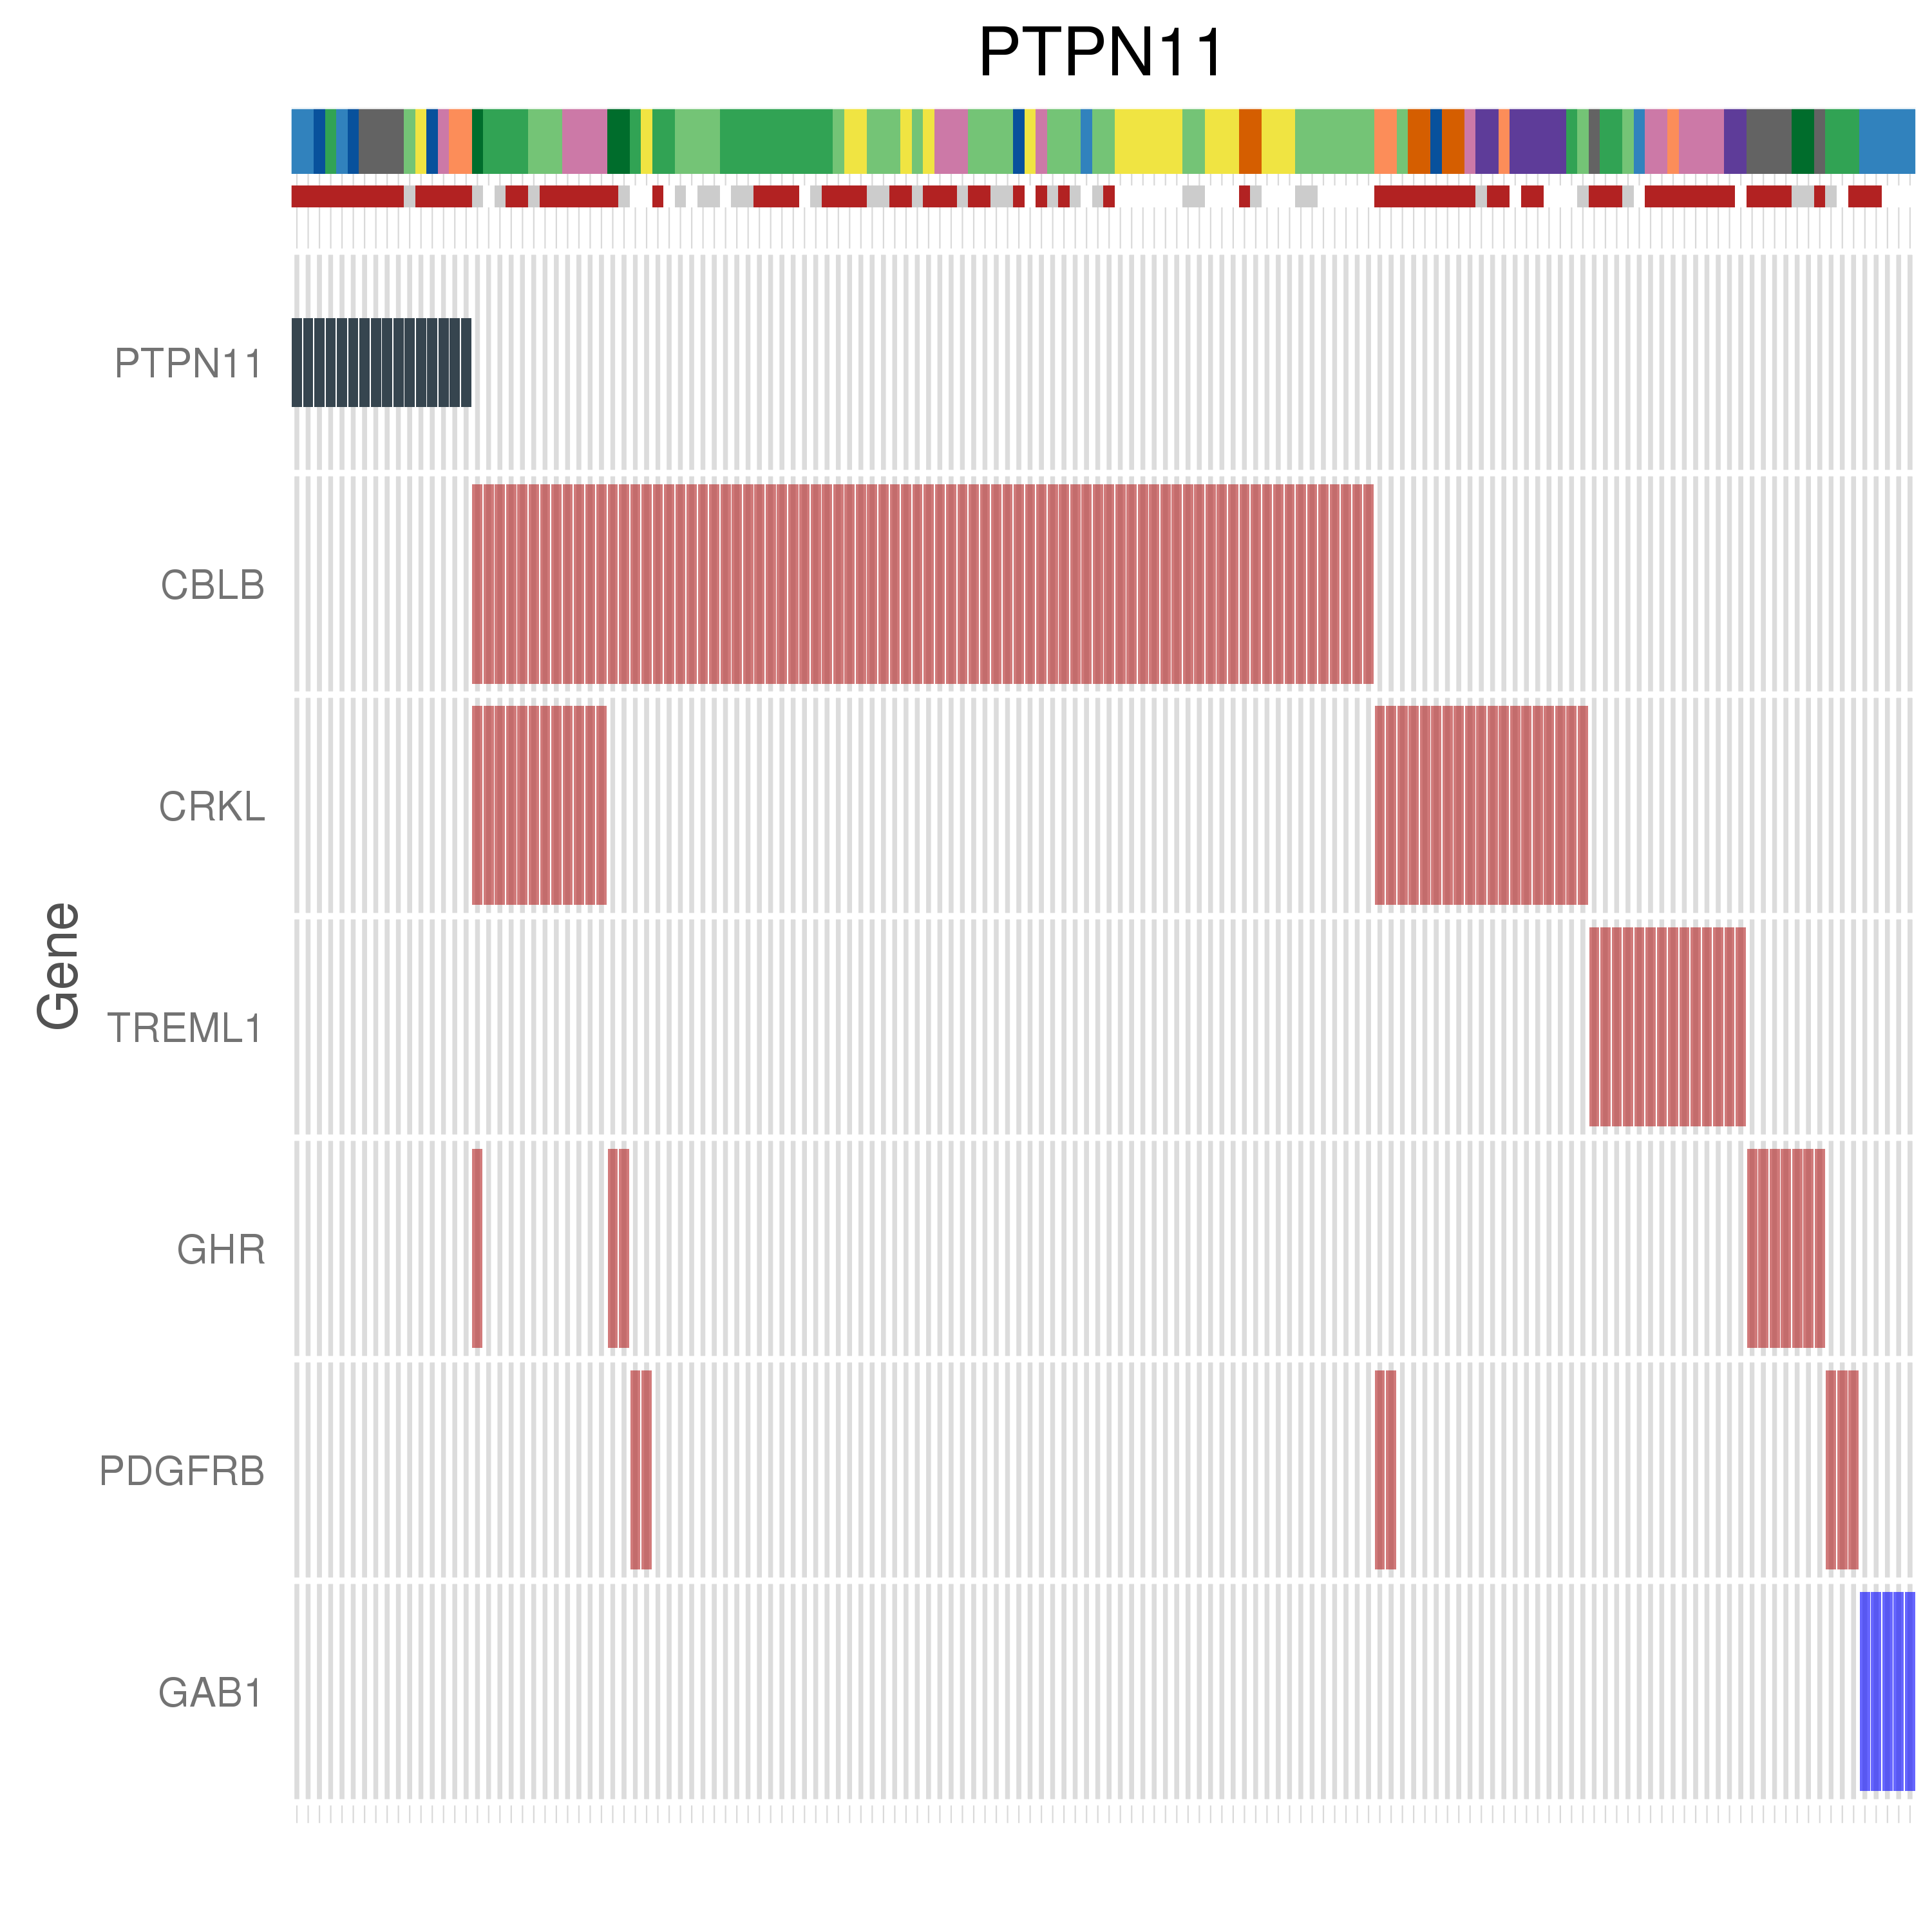 PTPN11
PTPN11
CBLB
CRKL
Gene
TREML1
GHR
PDGFRB
GAB1